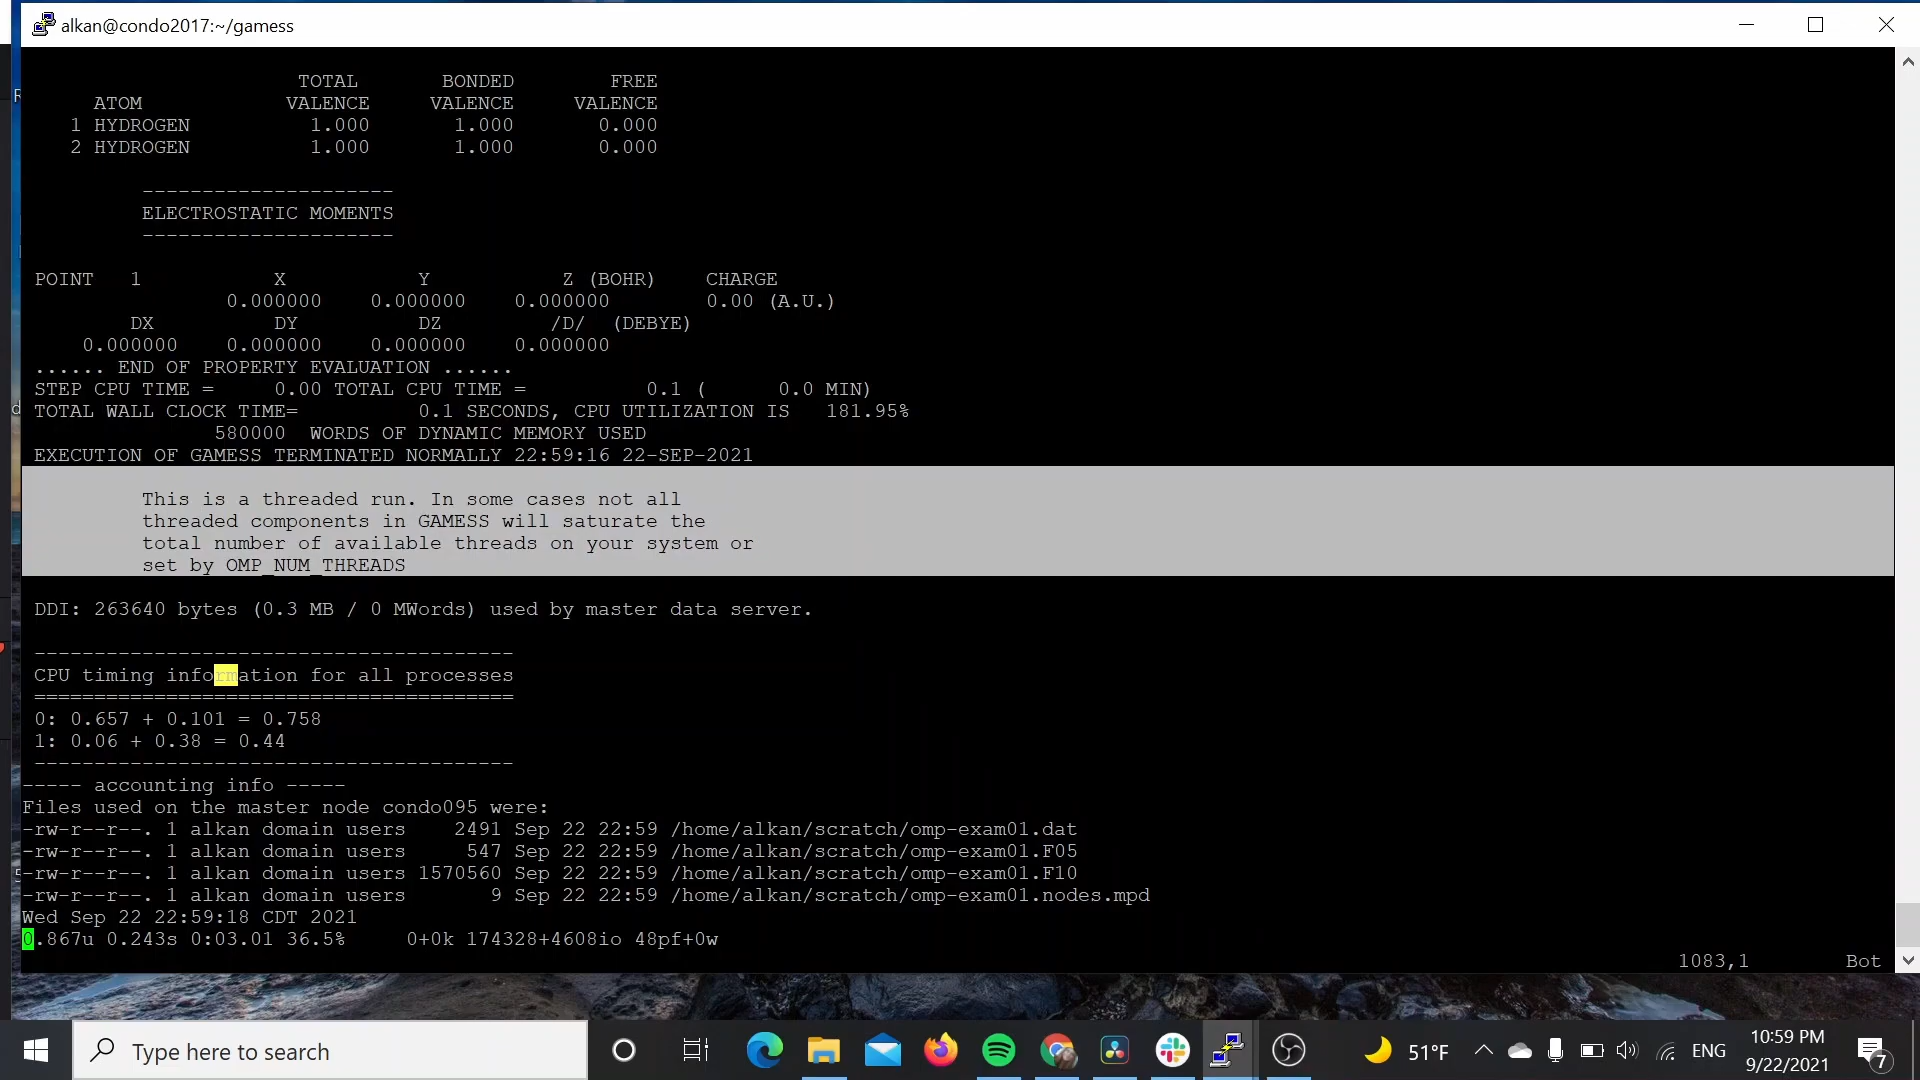 alkan@condo2017:~/gamess
TOTAL BONDED FREE
ATOM VALENCE VALENCE VALENCE
1 HYDROGEN 1.000 1.000 0.000
2 HYDROGEN 1.000 1.000 0.000
---------------------
ELECTROSTATIC MOMENTS
---------------------
POINT 1 X Y Z (BOHR) CHARGE
0.000000 0.000000 0.000000 0.00 (A.U.)
DX DY DZ /D/ (DEBYE)
0.000000 0.000000 0.000000 0.000000
...... END OF PROPERTY EVALUATION ......
STEP CPU TIME = 0.00 TOTAL CPU TIME = 0.1 ( 0.0 MIN)
TOTAL WALL CLOCK TIME= 0.1 SECONDS, CPU UTILIZATION IS 181.95%
580000 WORDS OF DYNAMIC MEMORY USED
EXECUTION OF GAMESS TERMINATED NORMALLY 22:59:16 22-SEP-2021
This is a threaded run. In some cases not all
threaded components in GAMESS will saturate the
total number of available threads on your system or
set by OMP_NUM_THREADS
DDI: 263640 bytes (0.3 MB / 0 MWords) used by master data server.
----------------------------------------
CPU timing information for all processes
========================================
0: 0.657 + 0.101 = 0.758
1: 0.06 + 0.38 = 0.44
----------------------------------------
----- accounting info -----
Files used on the master node condo095 were:
-rw-r--r--. 1 alkan domain users 2491 Sep 22 22:59 /home/alkan/scratch/omp-exam01.dat
-rw-r--r--. 1 alkan domain users 547 Sep 22 22:59 /home/alkan/scratch/omp-exam01.F05
-rw-r--r--. 1 alkan domain users 1570560 Sep 22 22:59 /home/alkan/scratch/omp-exam01.F10
-rw-r--r--. 1 alkan domain users 9 Sep 22 22:59 /home/alkan/scratch/omp-exam01.nodes.mpd
Wed Sep 22 22:59:18 CDT 2021
0.867u 0.243s 0:03.01 36.5% 0+0k 174328+4608io 48pf+0w
1083,1 Bot
Type here to search
51°F
ENG
10:59 PM
9/22/2021
7